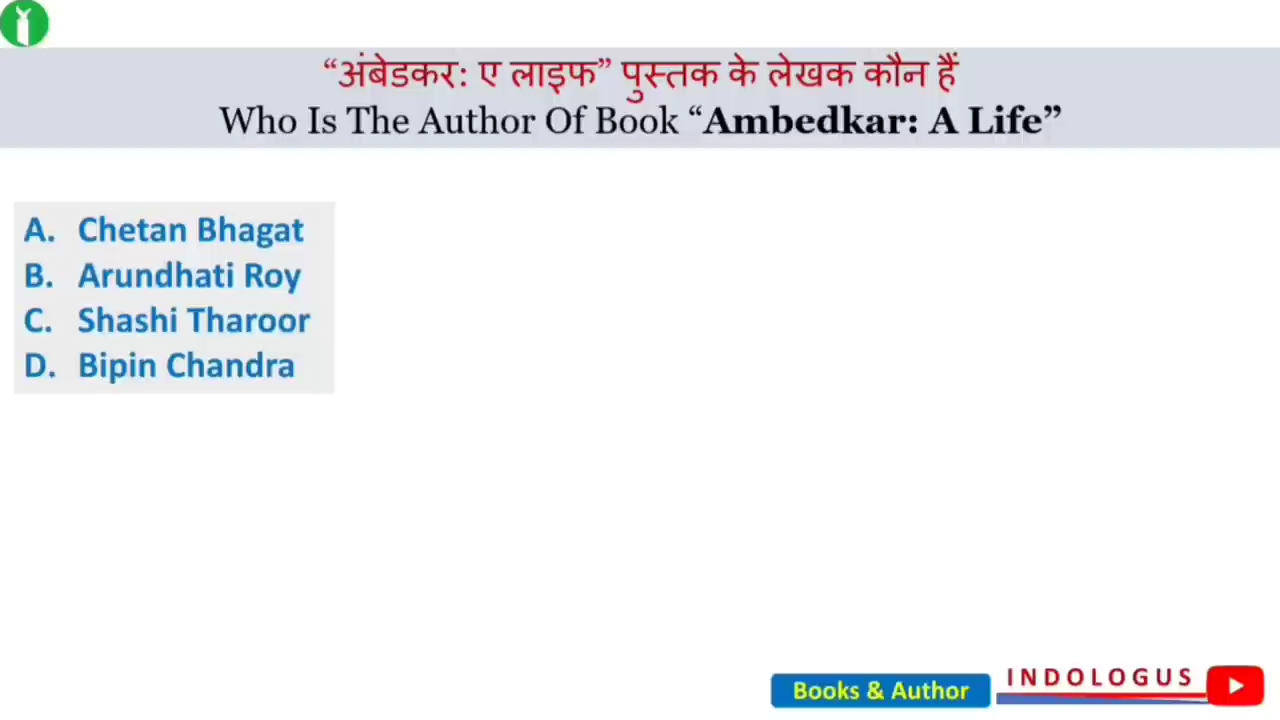 “अंबेडकर: ए लाइफ” पुस्तक के लेखक कौन हैं
Who Is The Author Of Book “Ambedkar: A Life”
A. Chetan Bhagat
B. Arundhati Roy
C. Shashi Tharoor
D. Bipin Chandra
Books & Author
INDOLOGUS